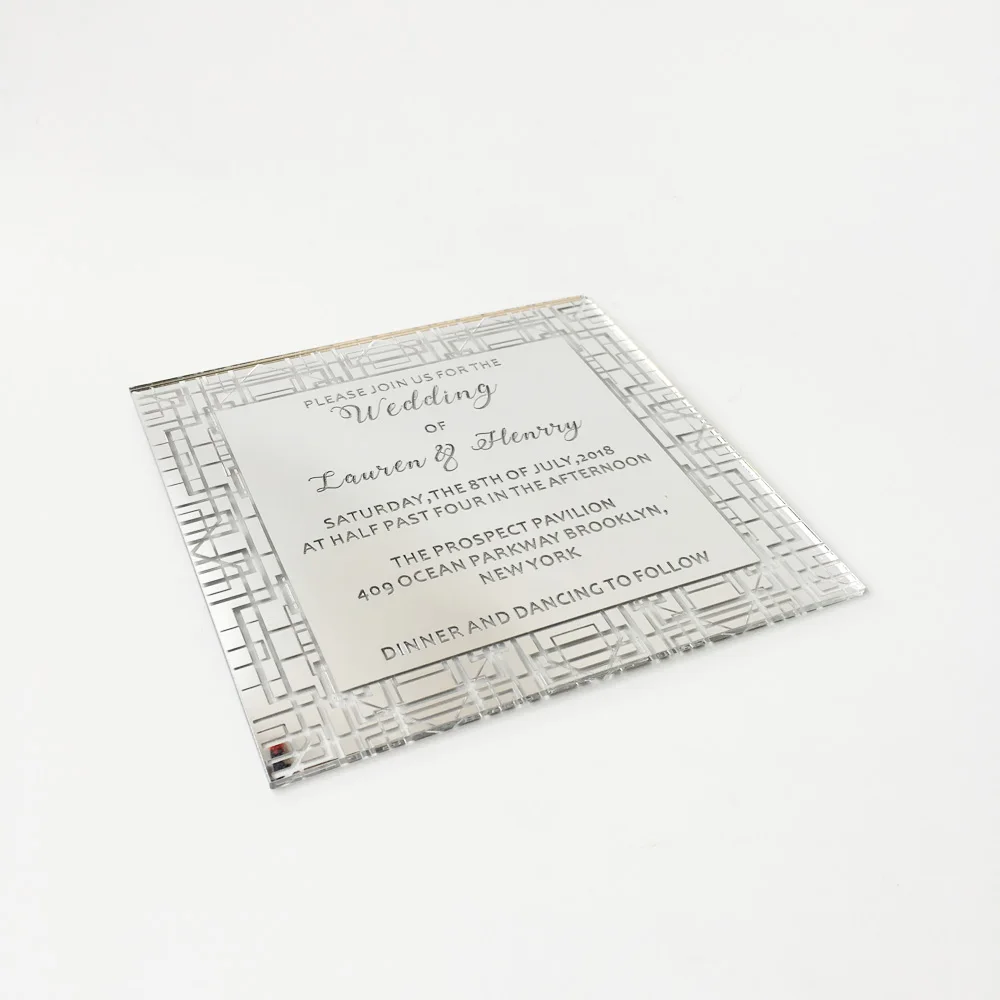 PLEASE JOIN US FOR THE
Wedding
OF
Lauren & Henrry
SATURDAY,THE 8TH OF JULY,2018
AT HALF PAST FOUR IN THE AFTERNOON
THE PROSPECT PAVILION
409 OCEAN PARKWAY BROOKLYN,
NEW YORK
DINNER AND DANCING TO FOLLOW